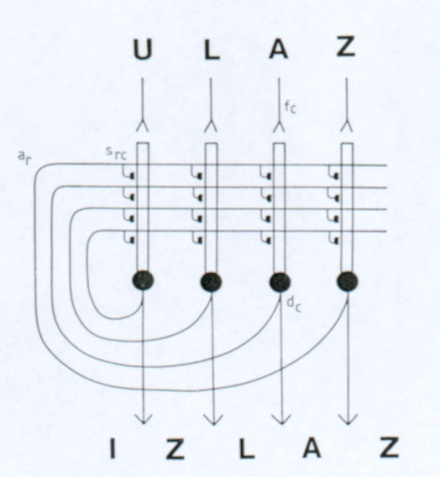 U L A Z
f_c
s_rc
a_r
d_c
I Z L A Z